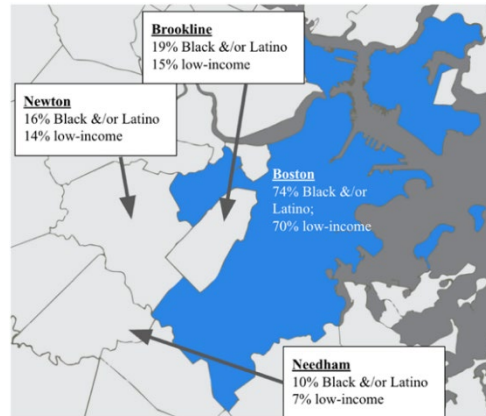 Brookline
19% Black &/or Latino
15% low-income
Newton
16% Black &/or Latino
14% low-income
Boston
74% Black &/or
Latino;
70% low-income
Needham
10% Black &/or Latino
7% low-income